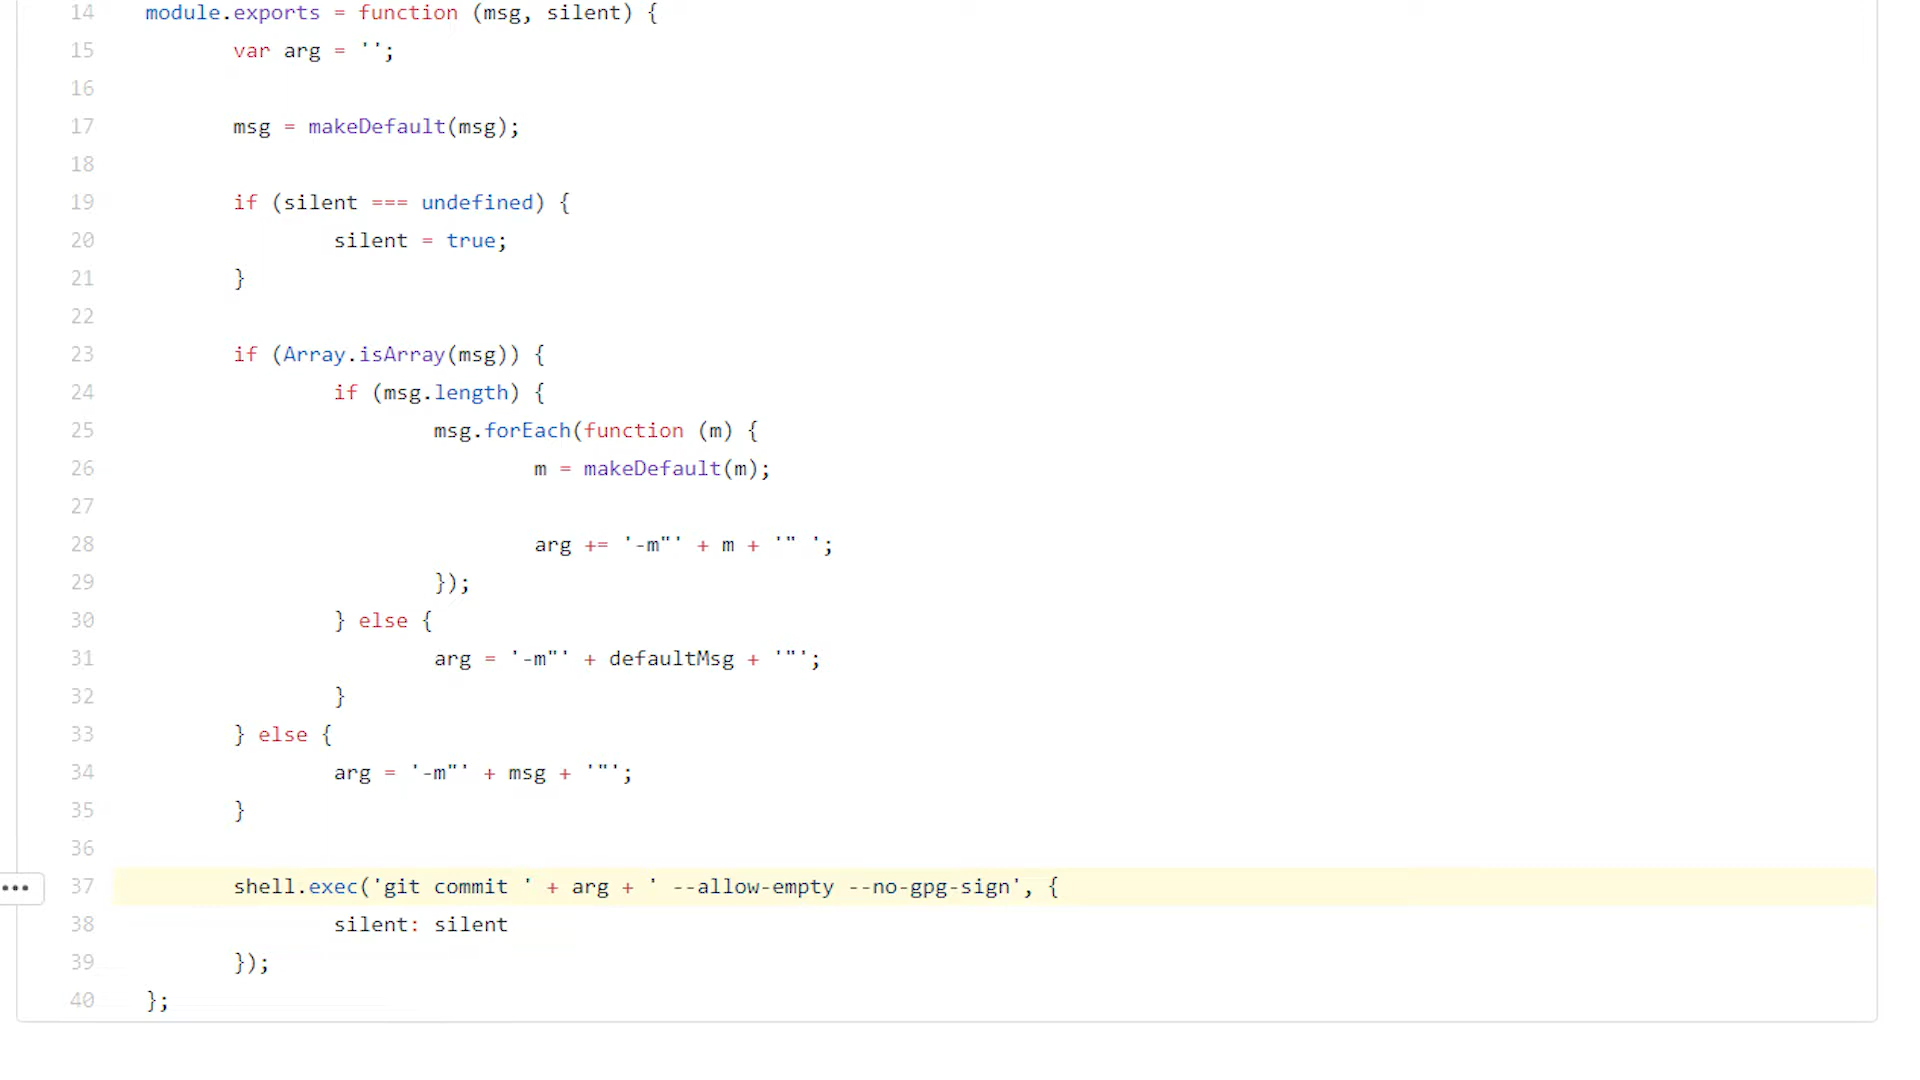 14 module.exports = function (msg, silent) {
15 var arg = '';
16
17 msg = makeDefault(msg);
18
19 if (silent === undefined) {
20 silent = true;
21 }
22
23 if (Array.isArray(msg)) {
24 if (msg.length) {
25 msg.forEach(function (m) {
26 m = makeDefault(m);
27
28 arg += '-m"' + m + '" ';
29 });
30 } else {
31 arg = '-m"' + defaultMsg + '"';
32 }
33 } else {
34 arg = '-m"' + msg + '"';
35 }
36
37 shell.exec('git commit ' + arg + ' --allow-empty --no-gpg-sign', {
38 silent: silent
39 });
40 };